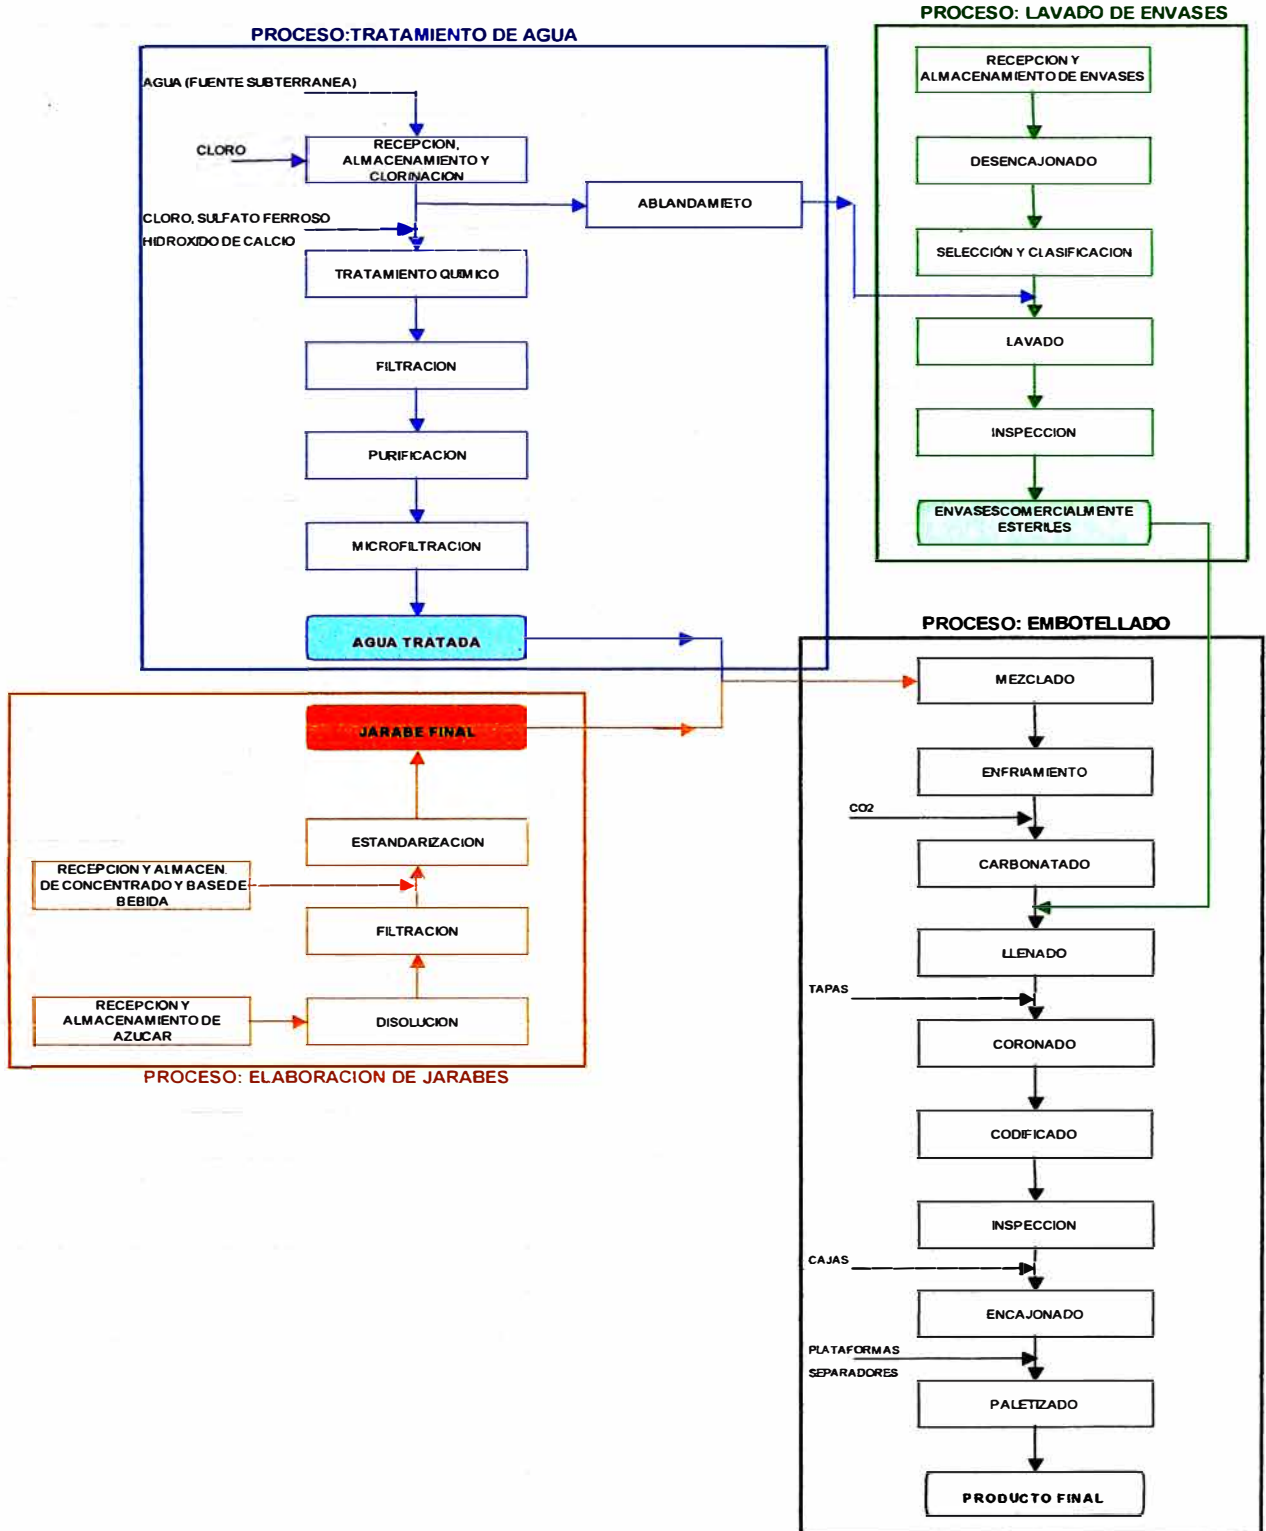 PROCESO:TRATAMIENTO DE AGUA
AGUA (FUENTE SUBTERRANEA)
CLORO
RECEPCION,
ALMACENAMIENTO Y
CLORINACION
ABLANDAMIETO
CLORO, SULFATO FERROSO
HIDROXIDO DE CALCIO
TRATAMIENTO QUIMICO
FILTRACION
PURIFICACION
MICROFILTRACION
AGUA TRATADA
PROCESO: LAVADO DE ENVASES
RECEPCION Y
ALMACENAMIENTO DE ENVASES
DESENCAJONADO
SELECCIÓN Y CLASIFICACION
LAVADO
INSPECCION
ENVASESCOMERCIALMENTE
ESTERILES
JARABE FINAL
ESTANDARIZACION
RECEPCION Y ALMACEN.
DE CONCENTRADO Y BASE DE
BEBIDA
FILTRACION
RECEPCION Y
ALMACENAMIENTO DE
AZUCAR
DISOLUCION
PROCESO: ELABORACION DE JARABES
PROCESO: EMBOTELLADO
MEZCLADO
ENFRIAMIENTO
CO2
CARBONATADO
LLENADO
TAPAS
CORONADO
CODIFICADO
INSPECCION
CAJAS
ENCAJONADO
PLATAFORMAS
SEPARADORES
PALETIZADO
PRODUCTO FINAL